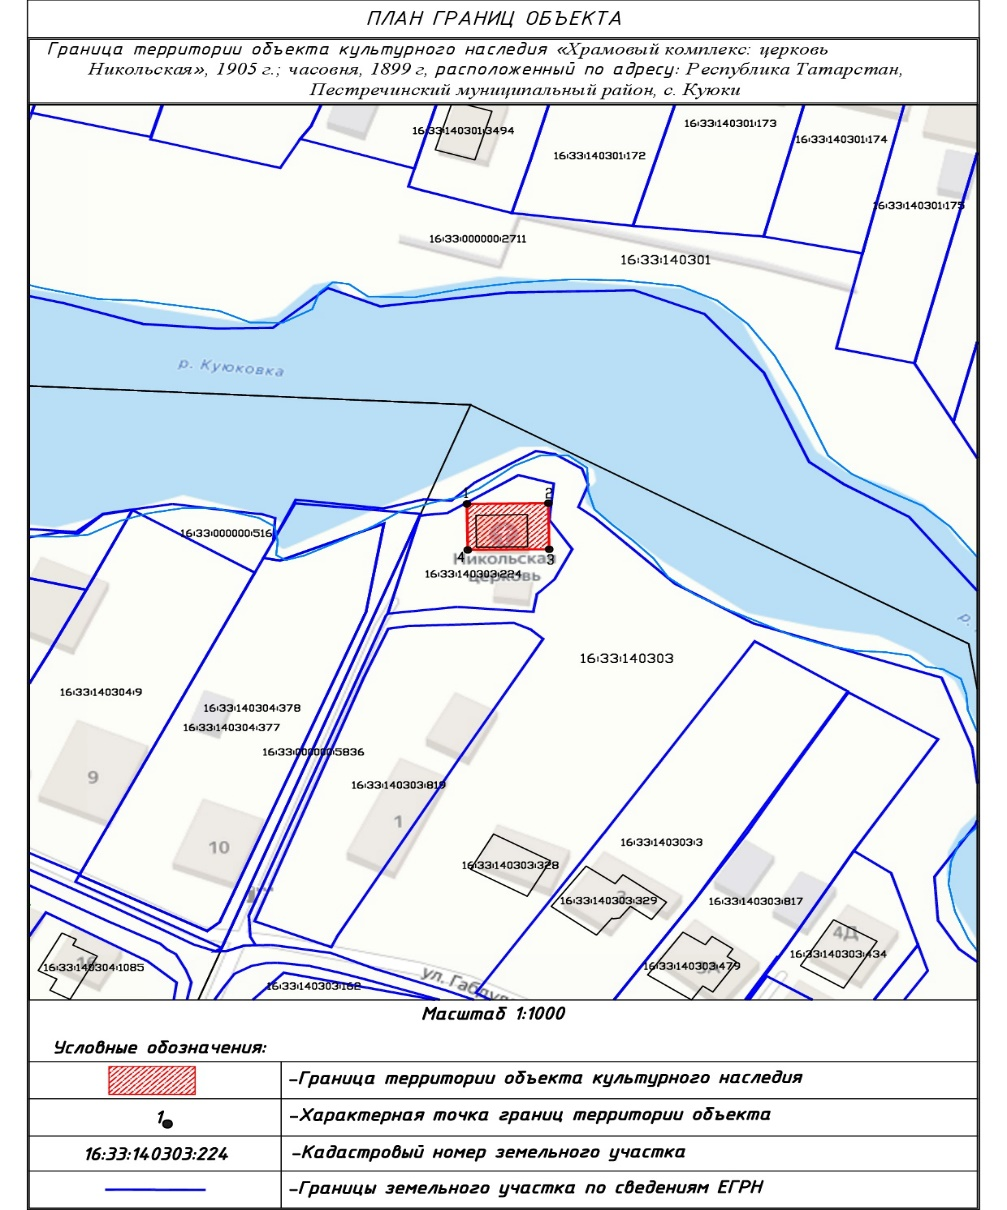 ПЛАН ГРАНИЦ ОБЪЕКТА
Граница территории объекта культурного наследия «Храмовый комплекс: церковь
Никольская», 1905 г.; часовня, 1899 г, расположенный по адресу: Республика Татарстан,
Пестречинский муниципальный район, с. Куюки
16:33:140301:173
16:33:140301:3494
16:33:140301:174
16:33:140301:172
16:33:140301:175
16:33:000000:2711
16:33:140301
р. Куюковка
1
2
16:33:000000:516
4
3
Никольская
16:33:140303:224
церковь
р.
16:33:140303
16:33:140304:9
16:33:140304:378
16:33:140304:377
16:33:000000:5836
9
16:33:140303:819
1
10
16:33:140303:3
16:33:140303:328
16:33:140303:329
16:33:140303:817
4Д
16:33:140303:434
16:33:140304:1085
16:33:140303:479
ул. Габдул
16:33:140303:162
Масштаб 1:1000
Условные обозначения:
–Граница территории объекта культурного наследия
1 –Характерная точка границ территории объекта
16:33:140303:224 –Кадастровый номер земельного участка
–Границы земельного участка по сведениям ЕГРН